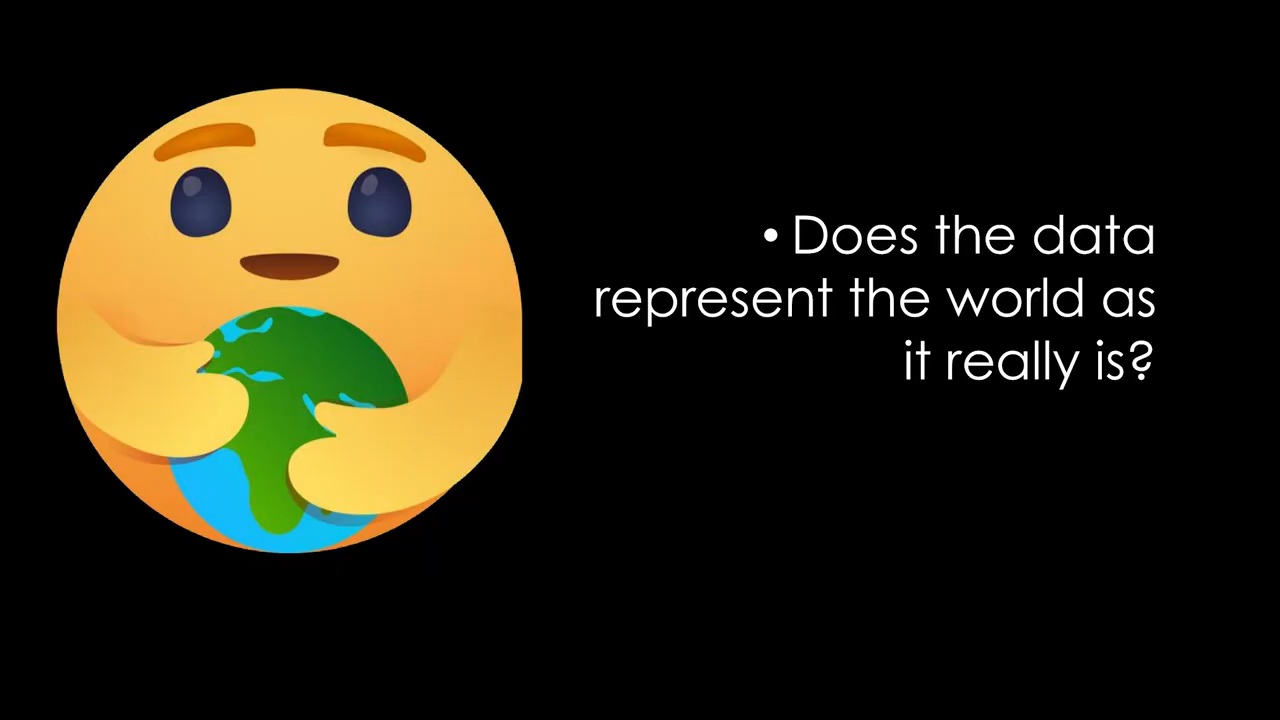 • Does the data
represent the world as
it really is?